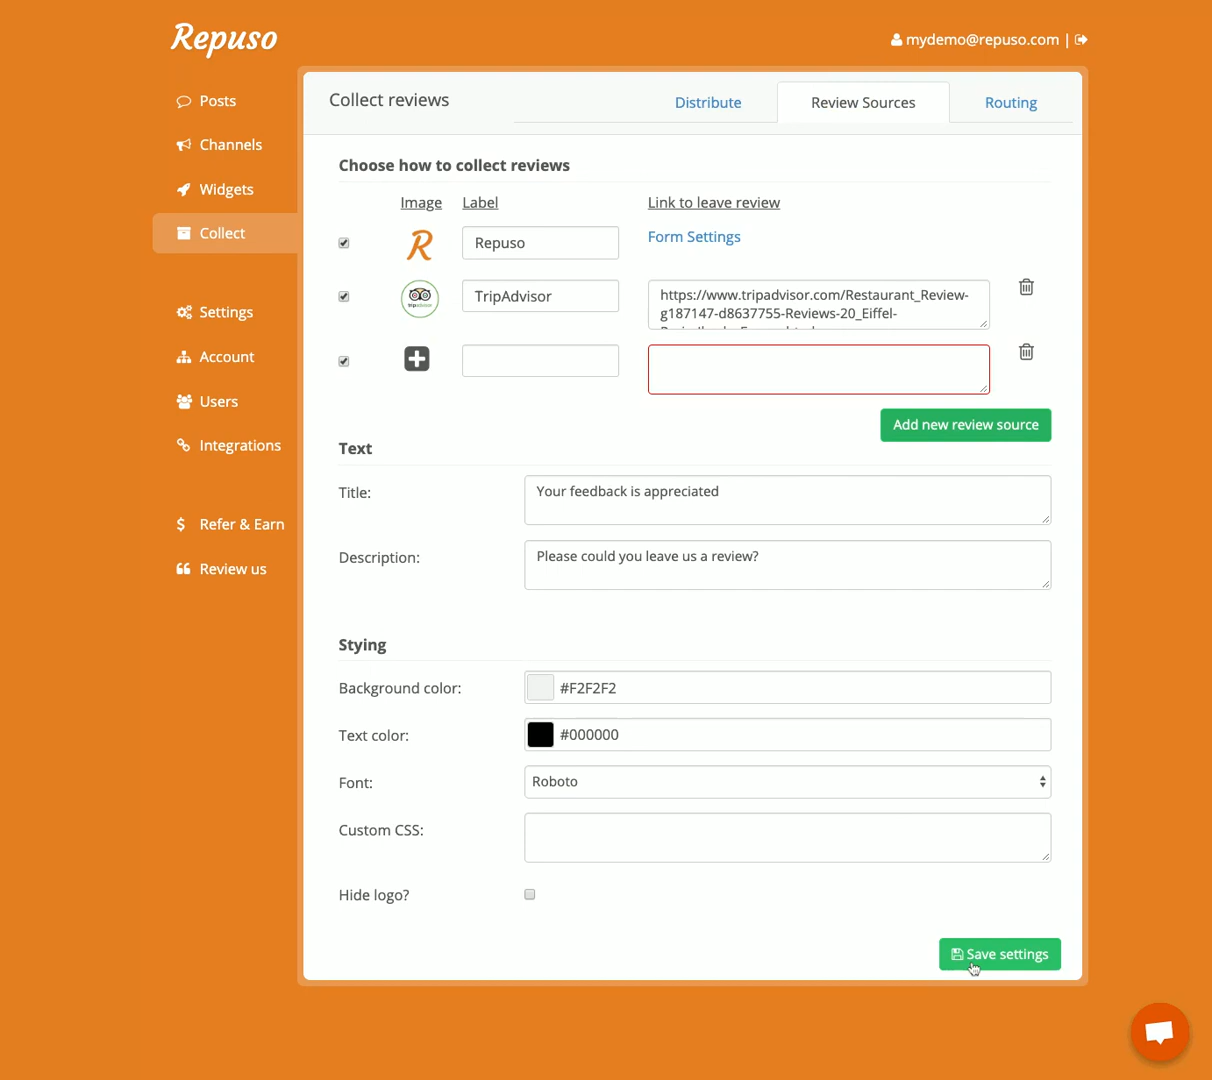 Repuso
mydemo@repuso.com |
Posts
Channels
Widgets
Collect
Settings
Account
Users
Integrations
Refer & Earn
Review us
Collect reviews
Distribute
Review Sources
Routing
Choose how to collect reviews
Image Label Link to leave review
R Repuso Form Settings
TripAdvisor
https://www.tripadvisor.com/Restaurant_Review-
g187147-d8637755-Reviews-20_Eiffel-
Add new review source
Text
Title: Your feedback is appreciated
Description: Please could you leave us a review?
Stying
Background color: #F2F2F2
Text color: #000000
Font: Roboto
Custom CSS:
Hide logo?
Save settings